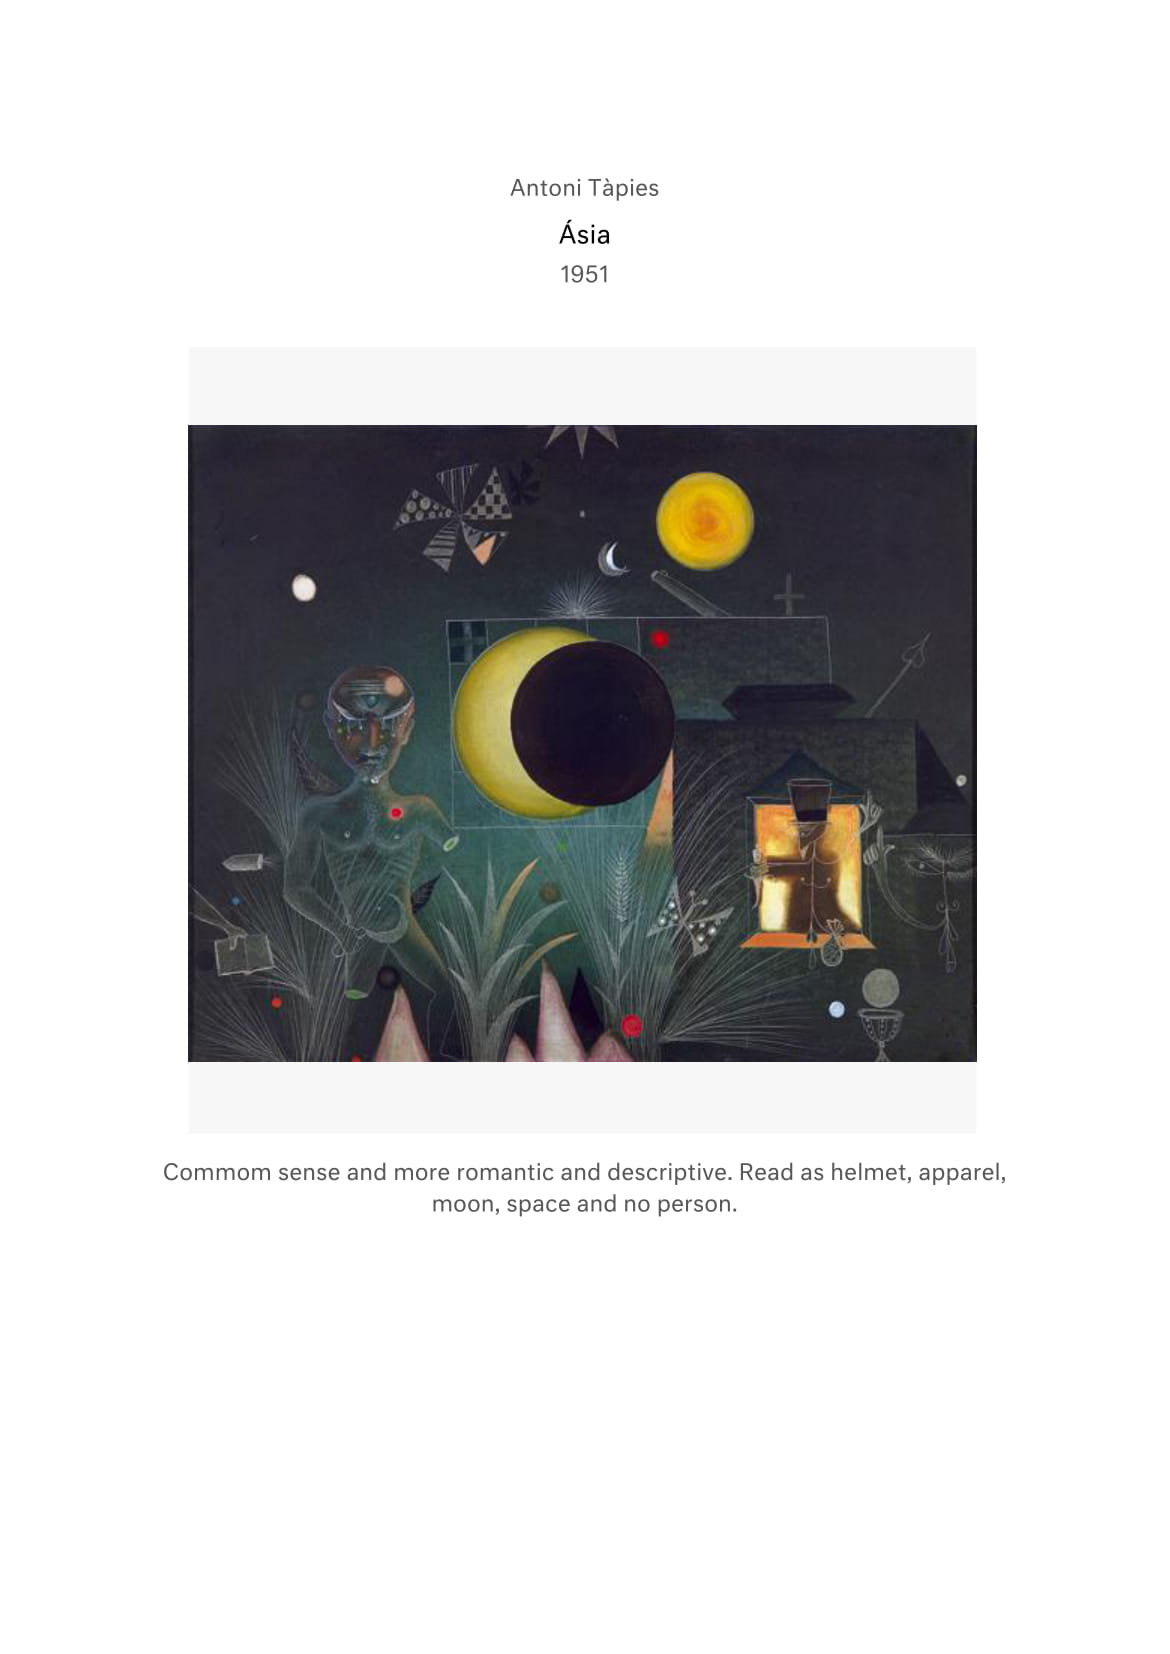 Antoni Tàpies
Ásia
1951
Commom sense and more romantic and descriptive. Read as helmet, apparel,
moon, space and no person.